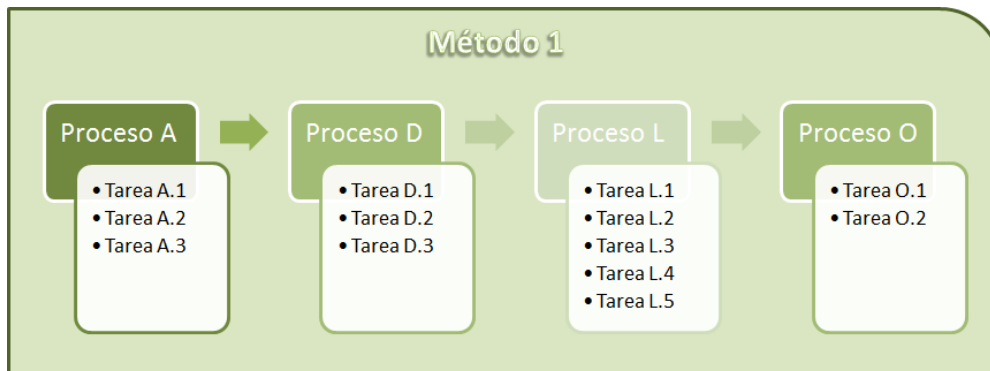 Método 1
Proceso A
• Tarea A.1
• Tarea A.2
• Tarea A.3
Proceso D
• Tarea D.1
• Tarea D.2
• Tarea D.3
Proceso L
• Tarea L.1
• Tarea L.2
• Tarea L.3
• Tarea L.4
• Tarea L.5
Proceso O
• Tarea O.1
• Tarea O.2